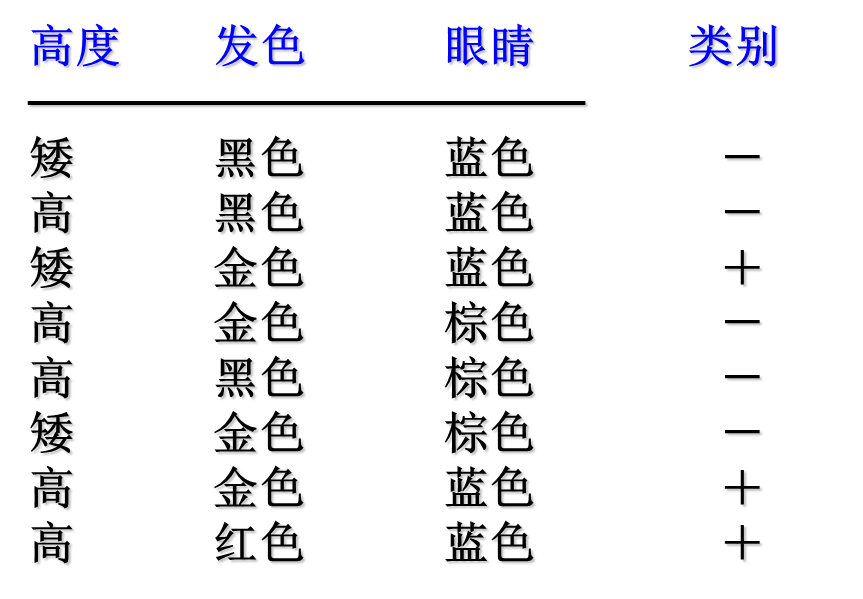 高度 发色 眼睛 类别
矮 黑色 蓝色 －
高 黑色 蓝色 －
矮 金色 蓝色 ＋
高 金色 棕色 －
高 黑色 棕色 －
矮 金色 棕色 －
高 金色 蓝色 ＋
高 红色 蓝色 ＋